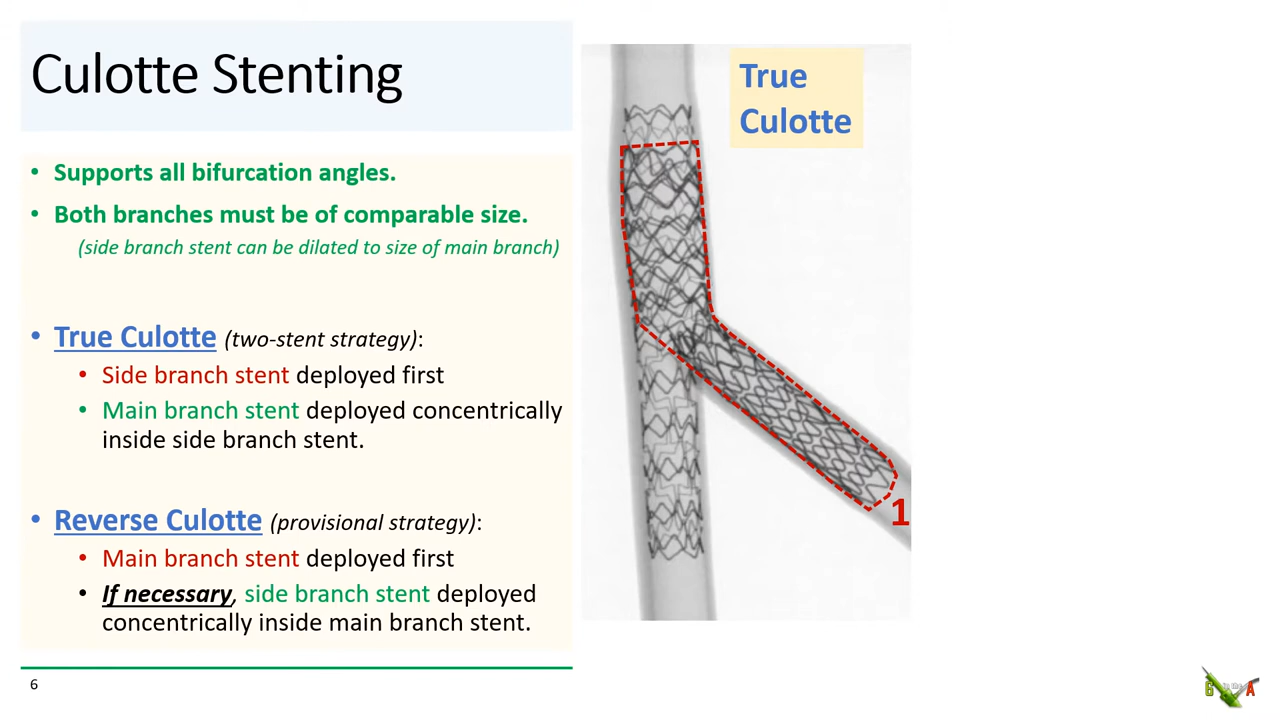 Culotte Stenting
• Supports all bifurcation angles.
• Both branches must be of comparable size.
(side branch stent can be dilated to size of main branch)
• True Culotte (two-stent strategy):
• Side branch stent deployed first
• Main branch stent deployed concentrically
inside side branch stent.
• Reverse Culotte (provisional strategy):
• Main branch stent deployed first
• If necessary, side branch stent deployed
concentrically inside main branch stent.
6
True
Culotte
1
G in the A